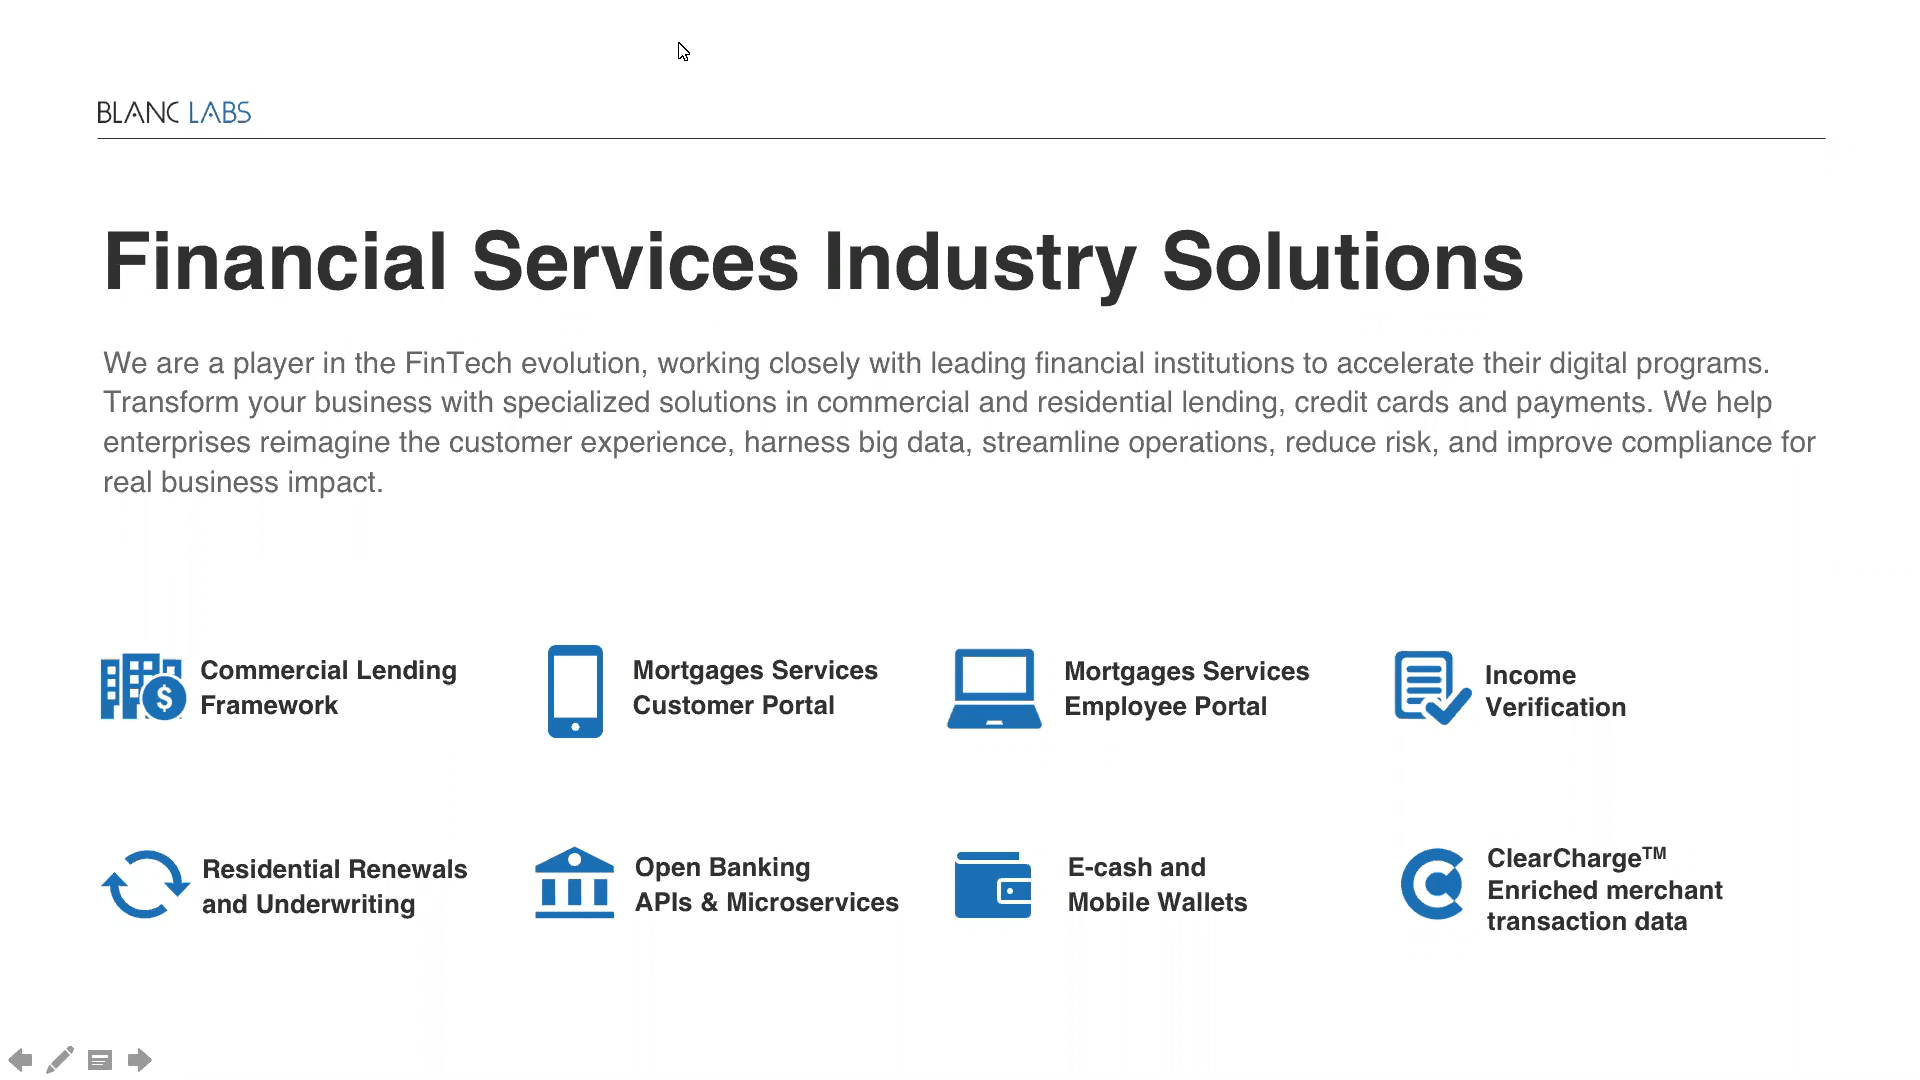 BLANC LABS
Financial Services Industry Solutions
We are a player in the FinTech evolution, working closely with leading financial institutions to accelerate their digital programs.
Transform your business with specialized solutions in commercial and residential lending, credit cards and payments. We help
enterprises reimagine the customer experience, harness big data, streamline operations, reduce risk, and improve compliance for
real business impact.
Commercial Lending
Framework
Mortgages Services
Customer Portal
Mortgages Services
Employee Portal
Income
Verification
Residential Renewals
and Underwriting
Open Banking
APIs & Microservices
E-cash and
Mobile Wallets
ClearCharge™
Enriched merchant
transaction data